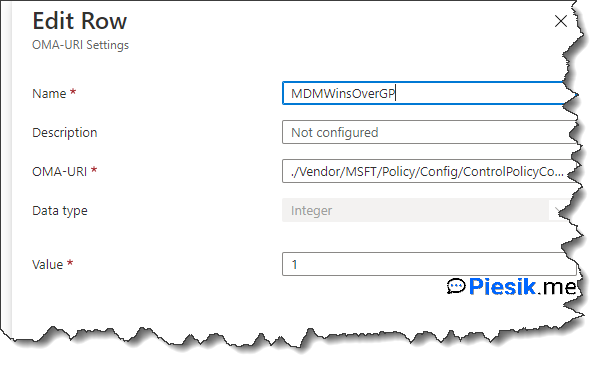 Edit Row
OMA-URI Settings
Name * MDMWinsOverGP
Description Not configured
OMA-URI * ./Vendor/MSFT/Policy/Config/ControlPolicyCo...
Data type Integer
Value * 1
Piesik.me